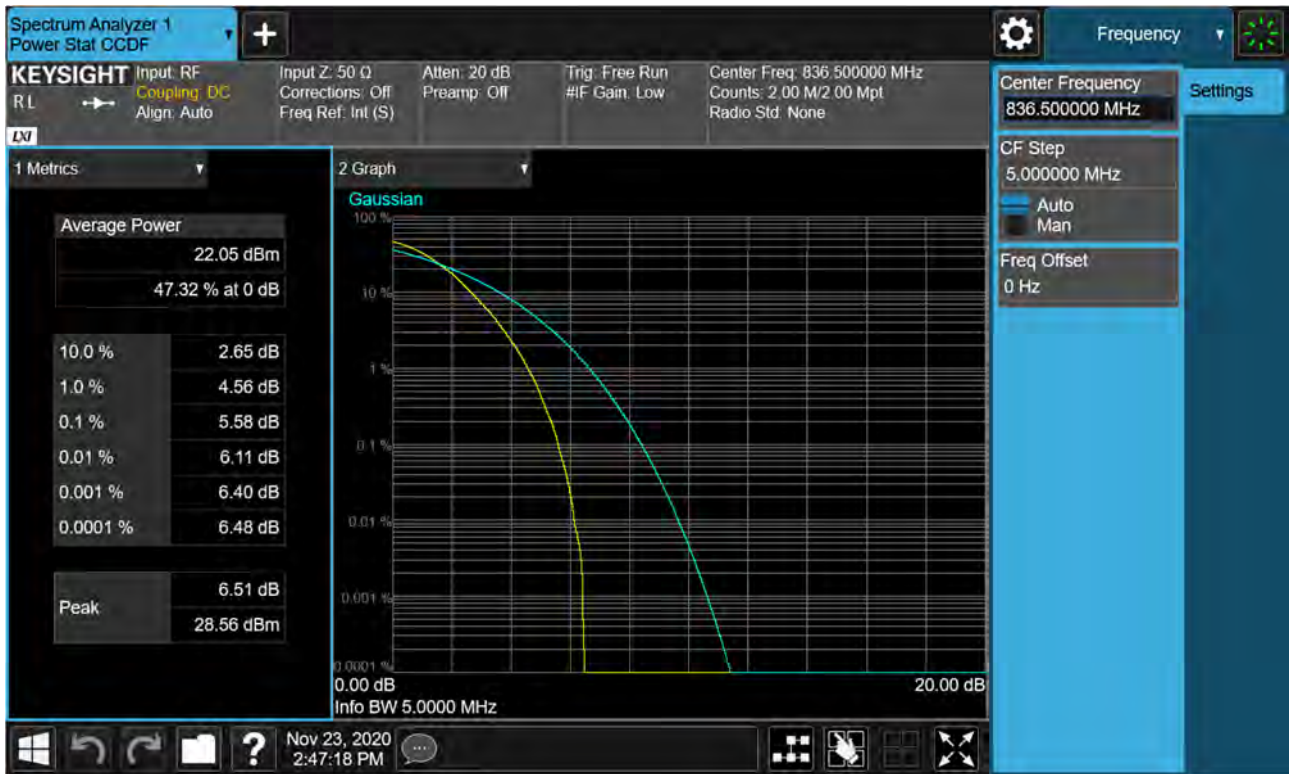 Spectrum Analyzer 1
Power Stat CCDF
+
Frequency
KEYSIGHT
RL
LXI
Input: RF
Coupling: DC
Align: Auto
Input Z: 50 Ω
Corrections: Off
Freq Ref: Int (S)
Atten: 20 dB
Preamp: Off
Trig: Free Run
#IF Gain: Low
Center Freq: 836.500000 MHz
Counts: 2.00 M/2.00 Mpt
Radio Std: None
Center Frequency
836.500000 MHz
Settings
CF Step
5.000000 MHz
Auto
Man
Freq Offset
0 Hz
1 Metrics
Average Power
22.05 dBm
47.32 % at 0 dB
10.0 % 2.65 dB
1.0 % 4.56 dB
0.1 % 5.58 dB
0.01 % 6.11 dB
0.001 % 6.40 dB
0.0001 % 6.48 dB
Peak
6.51 dB
28.56 dBm
2 Graph
Gaussian
100 %
10 %
1 %
0.1 %
0.01 %
0.001 %
0.0001 %
0.00 dB 20.00 dB
Info BW 5.0000 MHz
?
Nov 23, 2020
2:47:18 PM